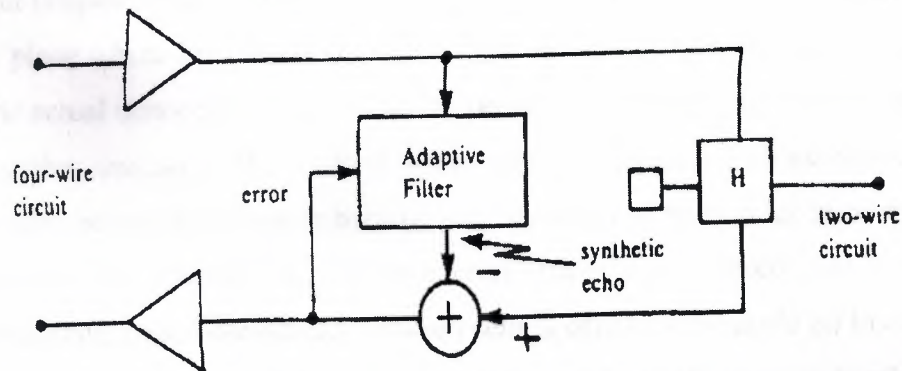 four-wire
circuit
error
Adaptive
Filter
H
two-wire
circuit
synthetic
echo
−
+
+